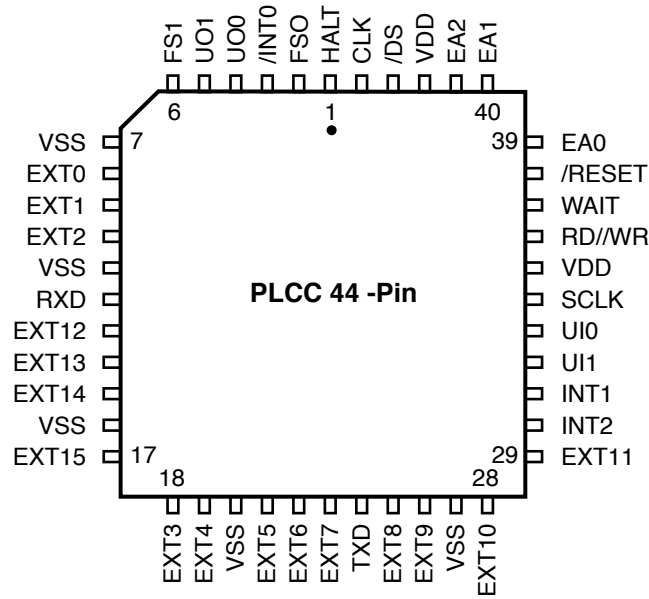 FS1
UO1
UO0
/INT0
FSO
HALT
CLK
/DS
VDD
EA2
EA1
6
1
40
VSS
7
39
EA0
EXT0
/RESET
EXT1
WAIT
EXT2
RD//WR
VSS
VDD
PLCC 44 -Pin
RXD
SCLK
EXT12
UI0
EXT13
UI1
EXT14
INT1
VSS
INT2
EXT15
17
29
EXT11
18
28
EXT3
EXT4
VSS
EXT5
EXT6
EXT7
TXD
EXT8
EXT9
VSS
EXT10